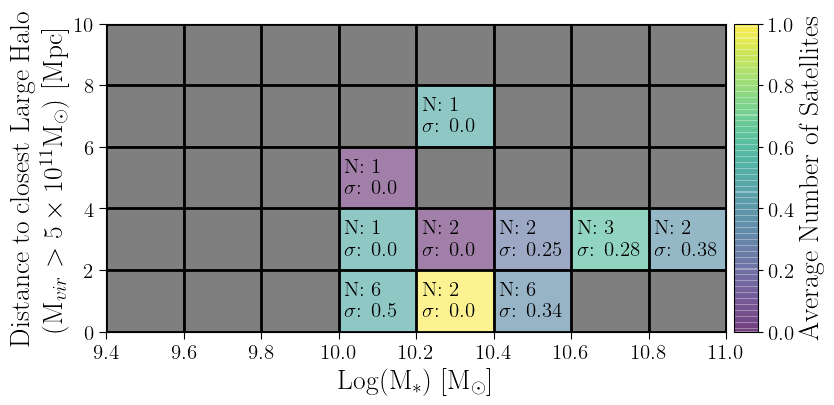 Distance to closest Large Halo
(M_{vir} > 5 × 10^{11}M_⊙) [Mpc]
10
8
6
4
2
0
N: 1
σ: 0.0
N: 1
σ: 0.0
N: 1
σ: 0.0
N: 2
σ: 0.0
N: 2
σ: 0.25
N: 3
σ: 0.28
N: 2
σ: 0.38
N: 6
σ: 0.5
N: 2
σ: 0.0
N: 6
σ: 0.34
9.4 9.6 9.8 10.0 10.2 10.4 10.6 10.8 11.0
Log(M_*) [M_⊙]
1.0
0.8
0.6
0.4
0.2
0.0
Average Number of Satellites